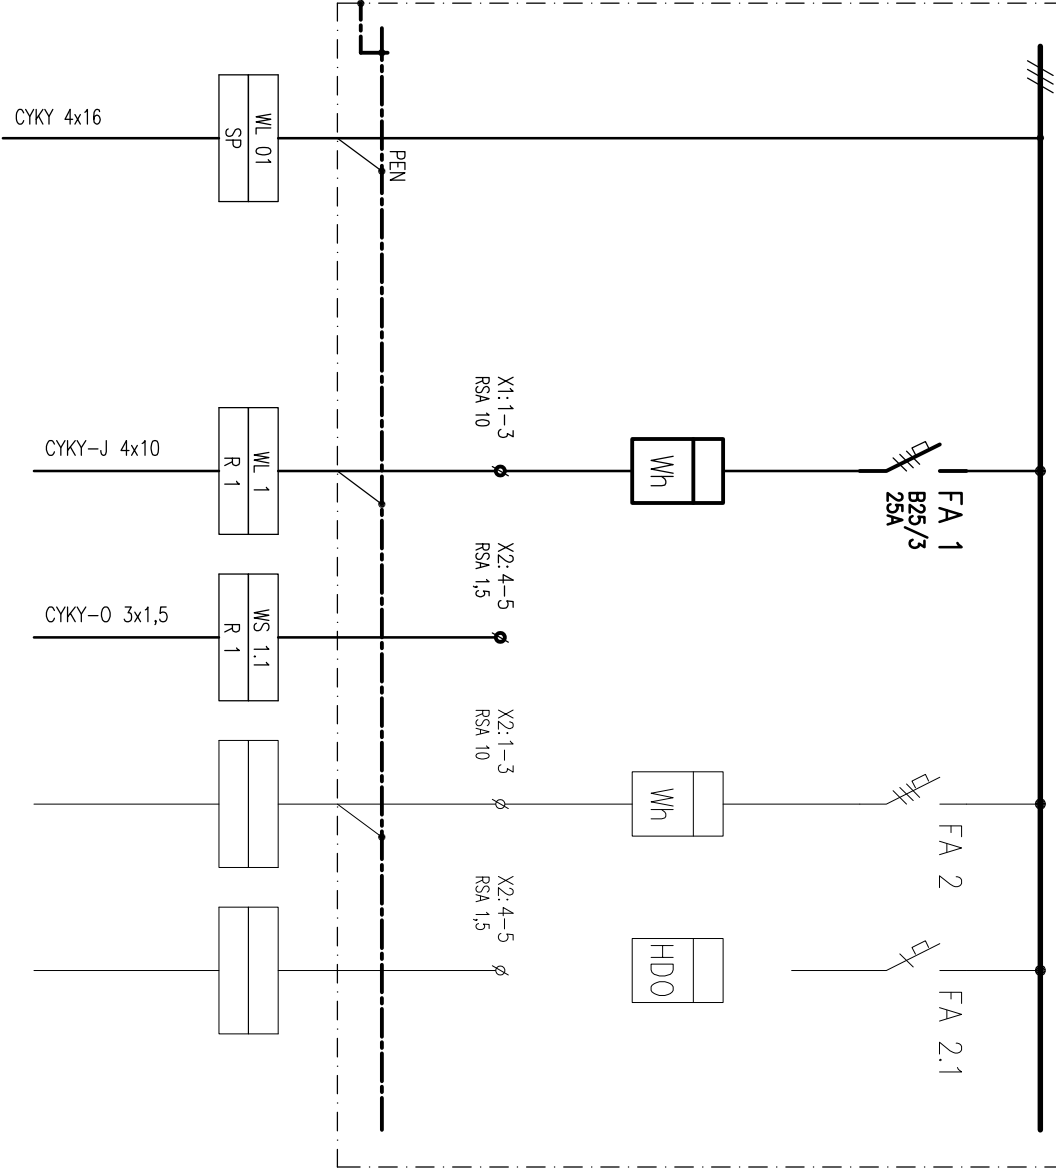 CYKY 4x16
WL 01
SP
PEN
CYKY-J 4x10
WL 1
R 1
X1:1-3
RSA 10
Wh
FA 1
B25/3
25A
CYKY-O 3x1,5
WS 1.1
R 1
X2:4-5
RSA 1,5
X2:1-3
RSA 10
Wh
FA 2
X2:4-5
RSA 1,5
HDO
FA 2.1